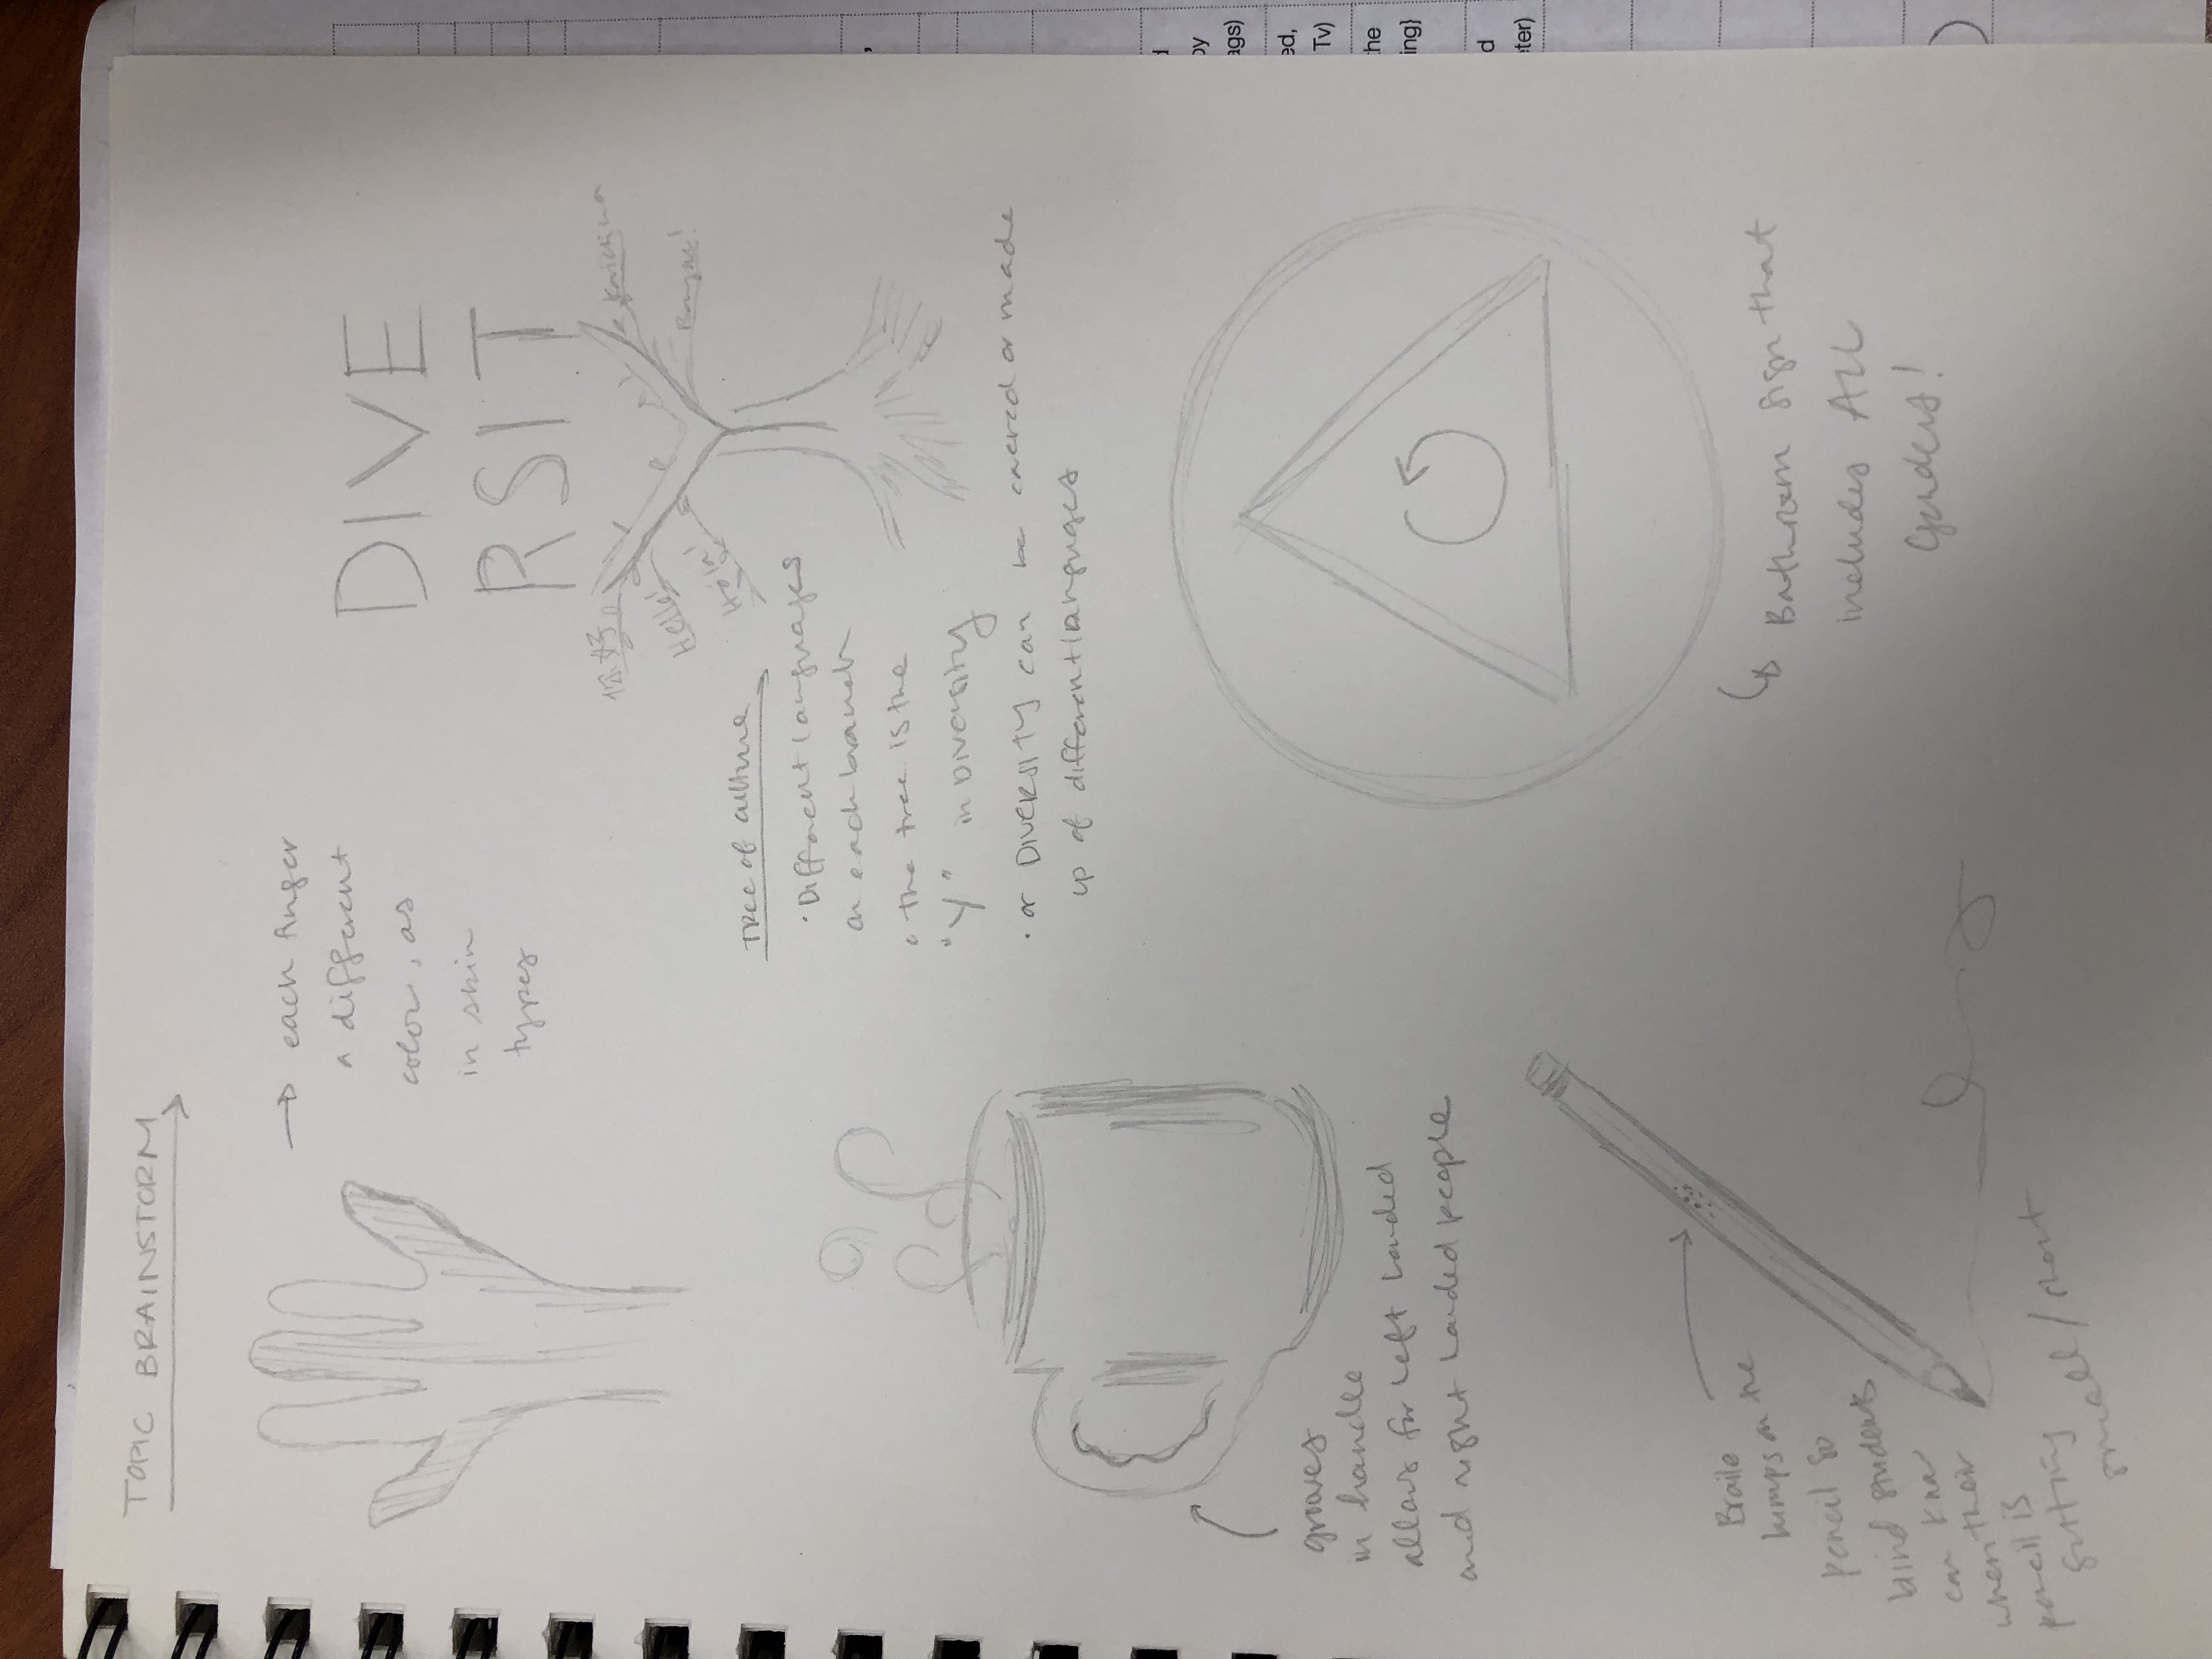 TOPIC BRAINSTORM
→ each finger
a different
color, as
in skin
types
DIVE
RSIT
你好
Hello!
Hola!
Konichiwa
Bonjour!
Tree of culture
· Different languages
on each branch
• the tree is the
"Y" in Diversity
· or DIVERSITY can be covered or made
up of different languages
grooves
in handle
allows for left handed
and right handed people
Braile
bumps on the
pencil so
blind students
can know
when their
pencil is
getting
small/short
Bathroom sign that
includes ALL
Genders!
,
d
by
ags)
ed,
Tv)
the
ing}
d
eter)